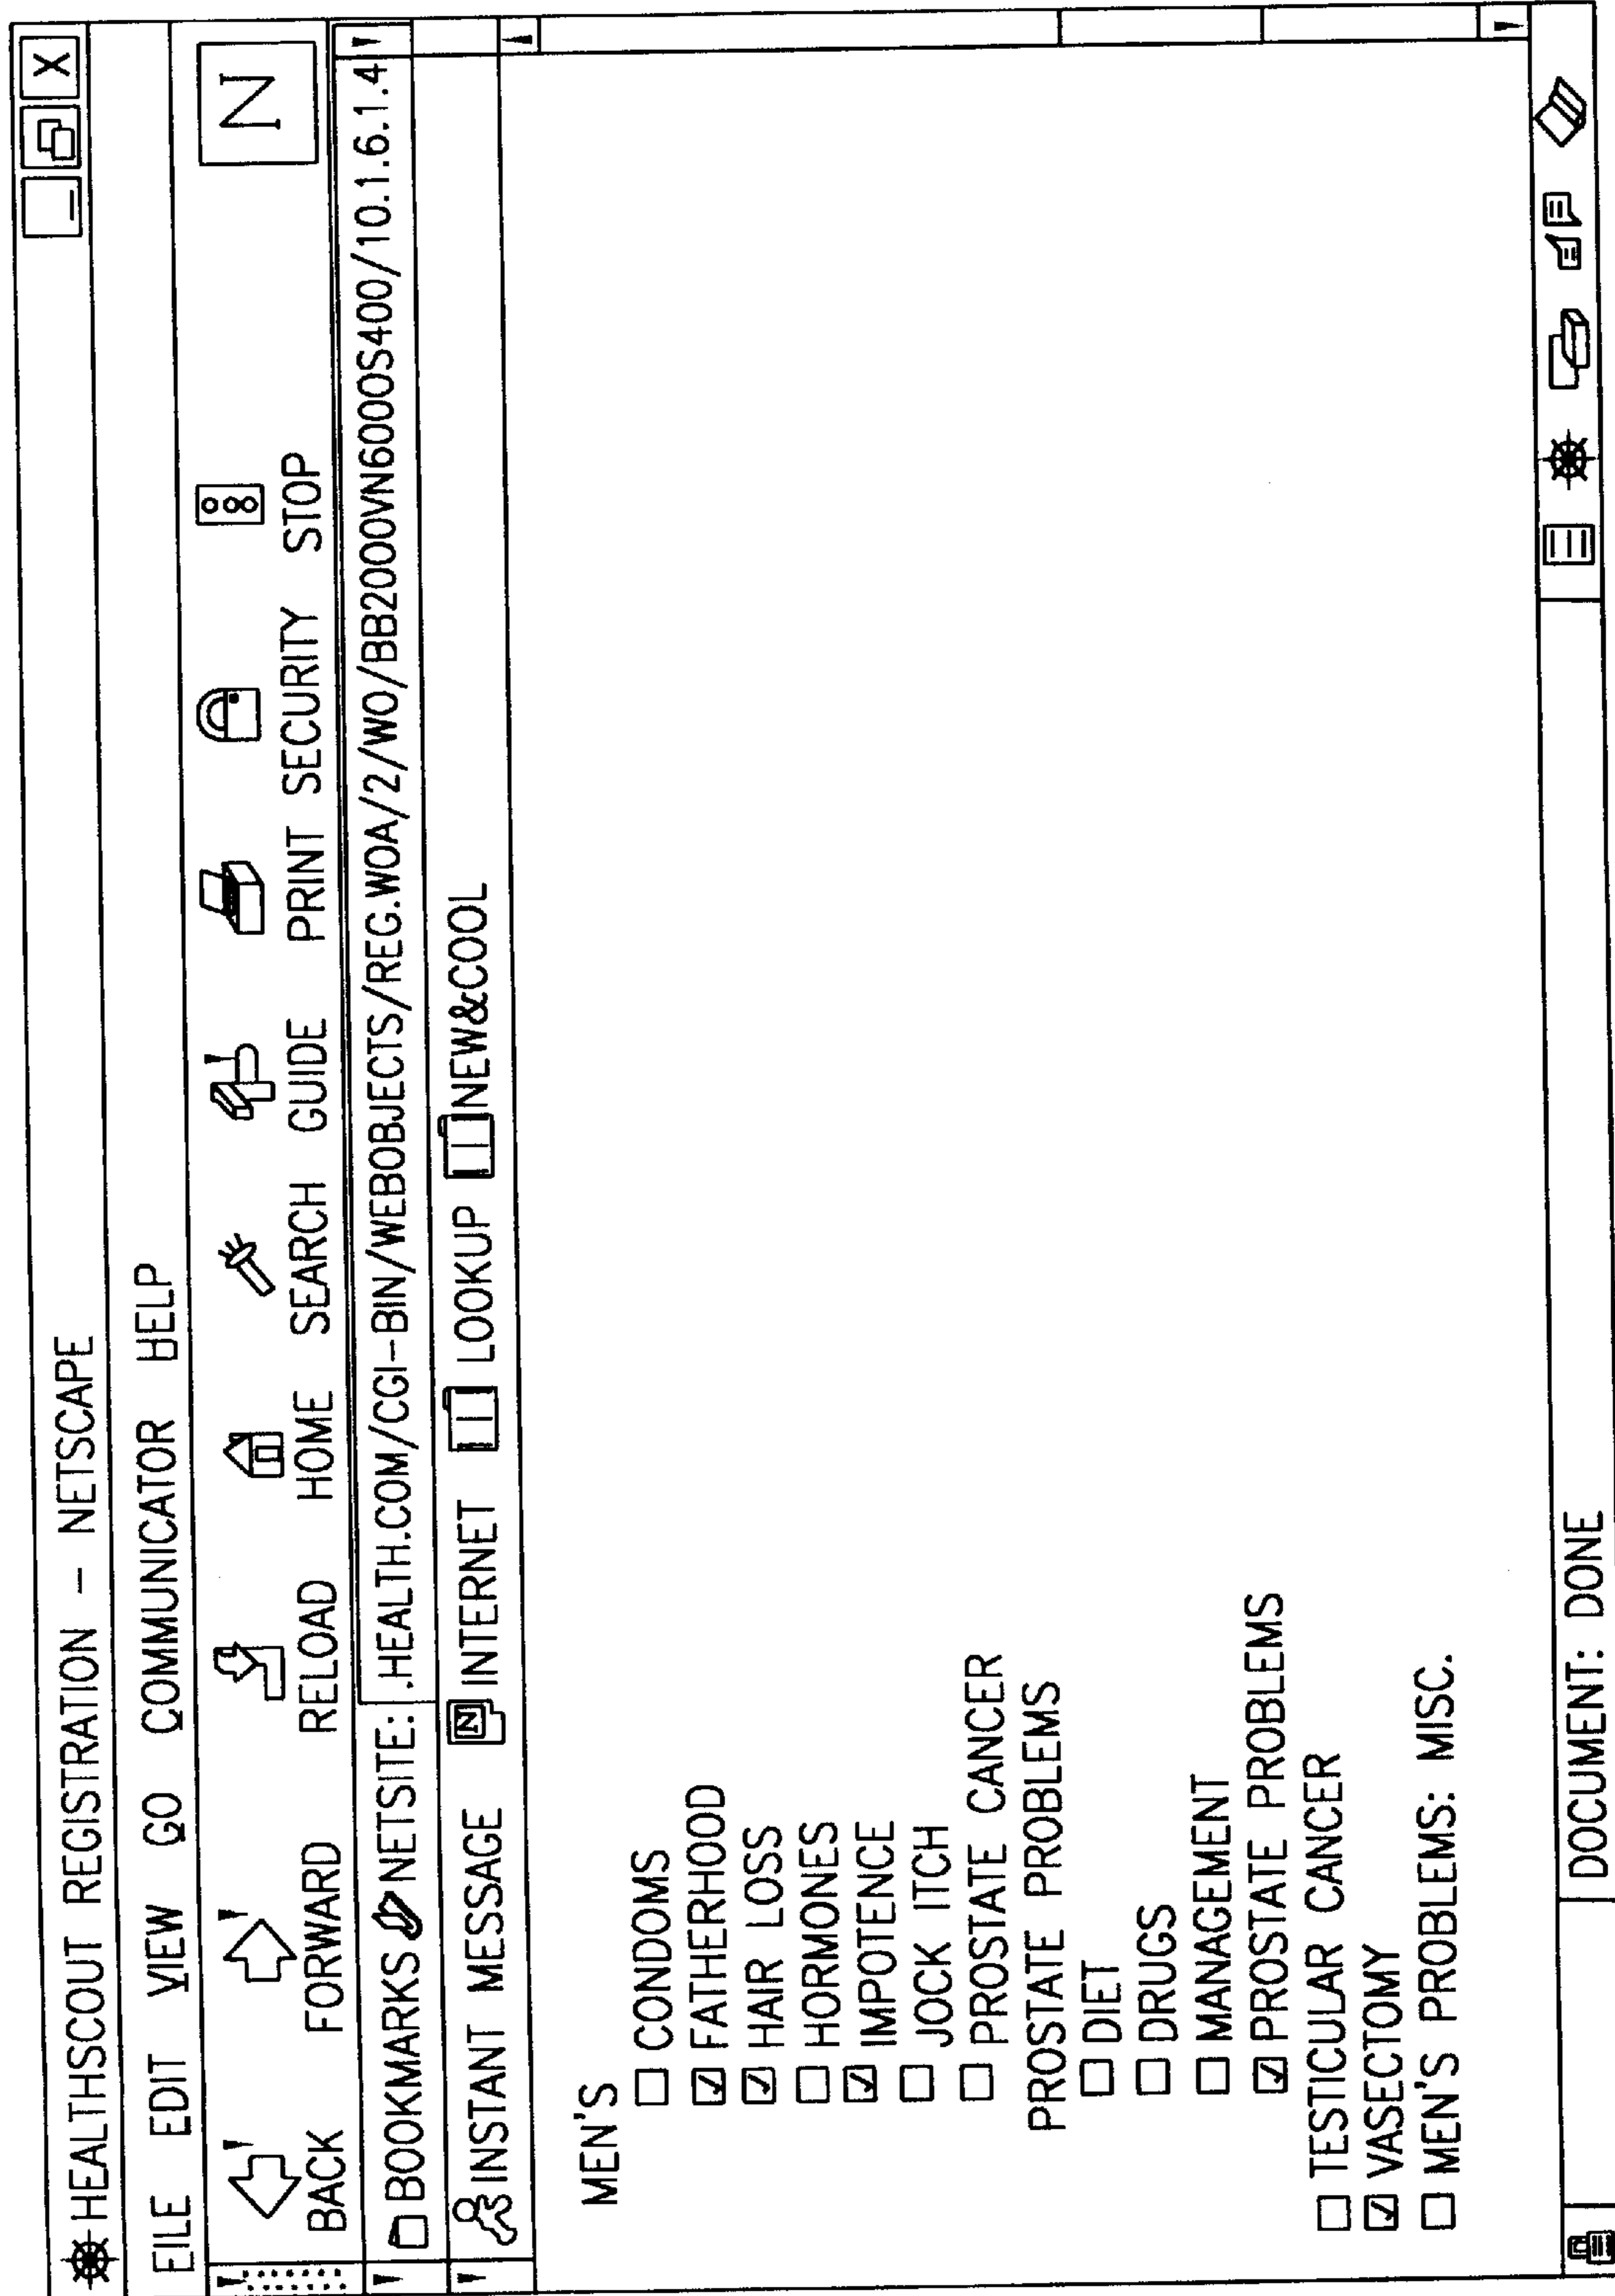 HEALTHSCOUT REGISTRATION – NETSCAPE
X
FILE EDIT VIEW GO COMMUNICATOR HELP
BACK FORWARD RELOAD HOME SEARCH GUIDE PRINT SECURITY STOP
N
BOOKMARKS NETSITE: .HEALTH.COM/CGI-BIN/WEBOBJECTS/REG.WOA/2/WO/BB2000VN6000S400/10.1.6.1.4
INSTANT MESSAGE N INTERNET LOOKUP NEW&COOL
MEN'S
CONDOMS
FATHERHOOD
HAIR LOSS
HORMONES
IMPOTENCE
JOCK ITCH
PROSTATE CANCER
PROSTATE PROBLEMS
DIET
DRUGS
MANAGEMENT
PROSTATE PROBLEMS
TESTICULAR CANCER
VASECTOMY
MEN'S PROBLEMS: MISC.
DOCUMENT: DONE